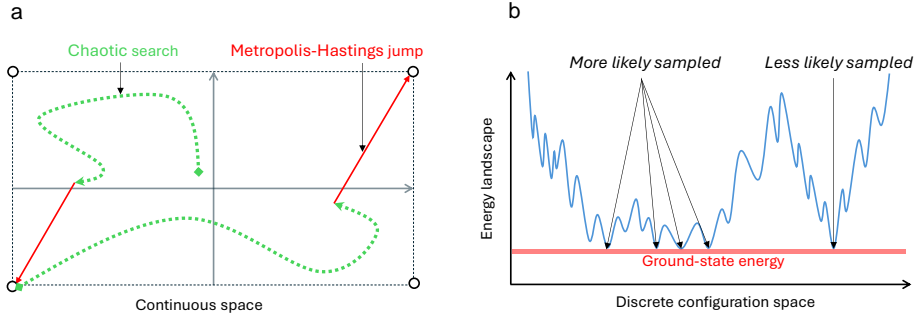 a
Chaotic search
Metropolis-Hastings jump
Continuous space
b
More likely sampled
Less likely sampled
Energy landscape
Ground-state energy
Discrete configuration space